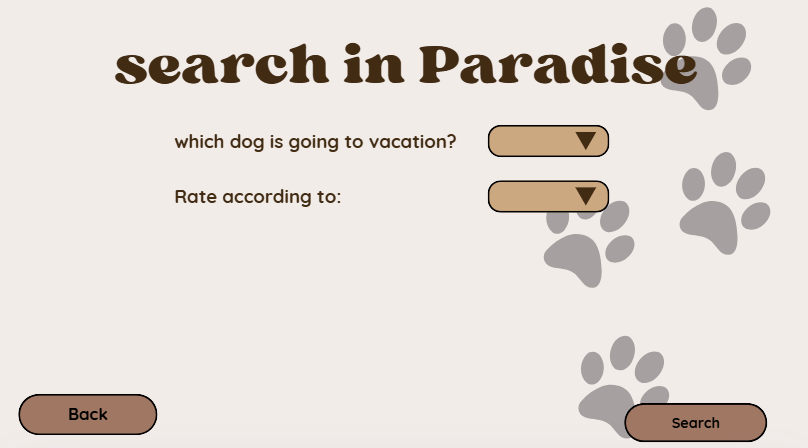 search in Paradise
which dog is going to vacation?
Rate according to:
Back
Search